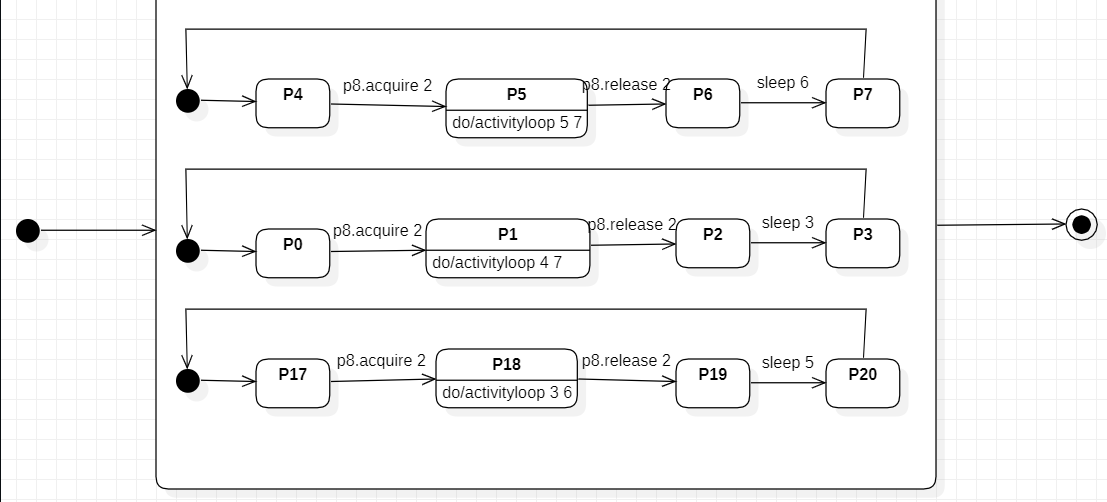 P4
p8.acquire 2
P5
do/activityloop 5 7
p8.release 2
P6
sleep 6
P7
P0
p8.acquire 2
P1
do/activityloop 4 7
p8.release 2
P2
sleep 3
P3
P17
p8.acquire 2
P18
do/activityloop 3 6
p8.release 2
P19
sleep 5
P20